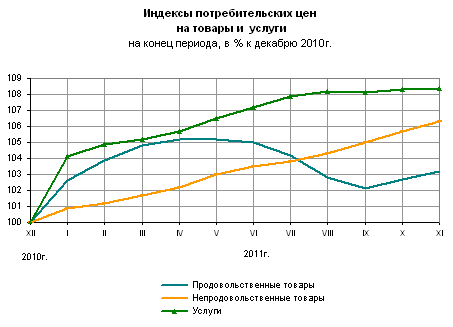 Индексы потребительских цен
на товары и услуги
на конец периода, в % к декабрю 2010г.
109
108
107
106
105
104
103
102
101
100
XII I II III IV V VI VII VIII IX X XI
2010г. 2011г.
Продовольственные товары
Непродовольственные товары
Услуги